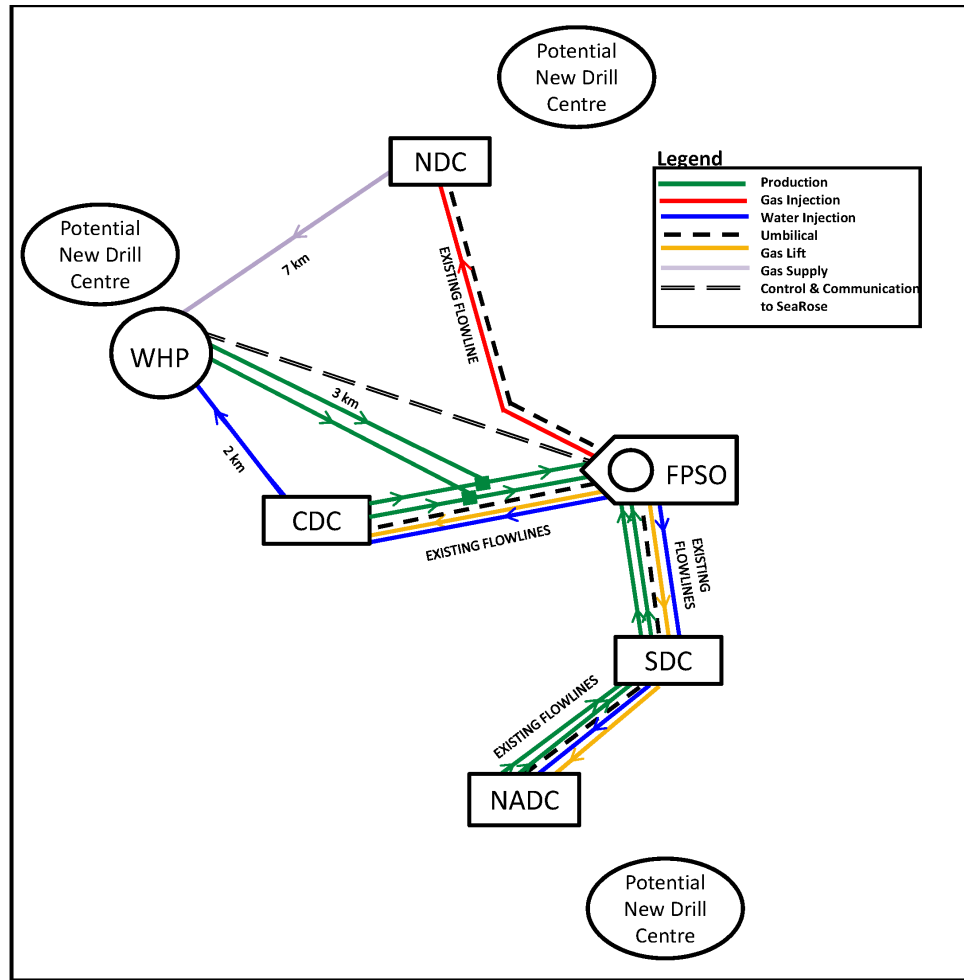 Potential
New Drill
Centre
NDC
Legend
Production
Gas Injection
Water Injection
Umbilical
Gas Lift
Gas Supply
Control & Communication
to SeaRose
Potential
New Drill
Centre
7 km
EXISTING FLOWLINE
WHP
3 km
2 km
FPSO
CDC
EXISTING FLOWLINES
EXISTING
FLOWLINES
SDC
EXISTING FLOWLINES
NADC
Potential
New Drill
Centre